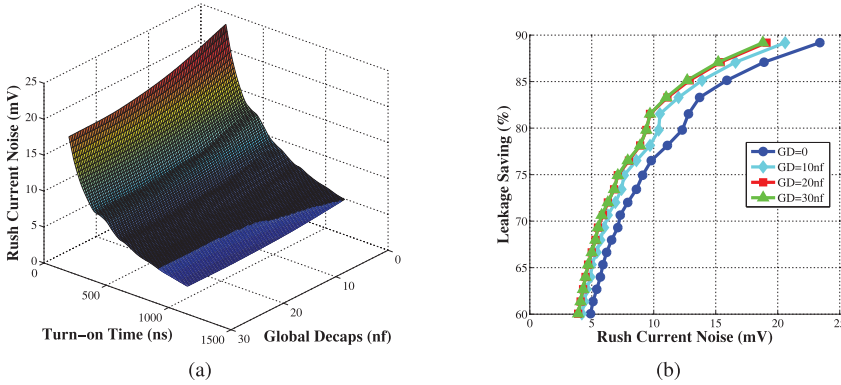 25
20
15
10
5
0
Rush Current Noise (mV)
0
500
1000
1500
Turn−on Time (ns)
30
20
10
0
Global Decaps (nf)
(a)
90
85
80
75
70
65
60
Leakage Saving (%)
0
5
10
15
20
25
Rush Current Noise (mV)
GD=0
GD=10nf
GD=20nf
GD=30nf
(b)